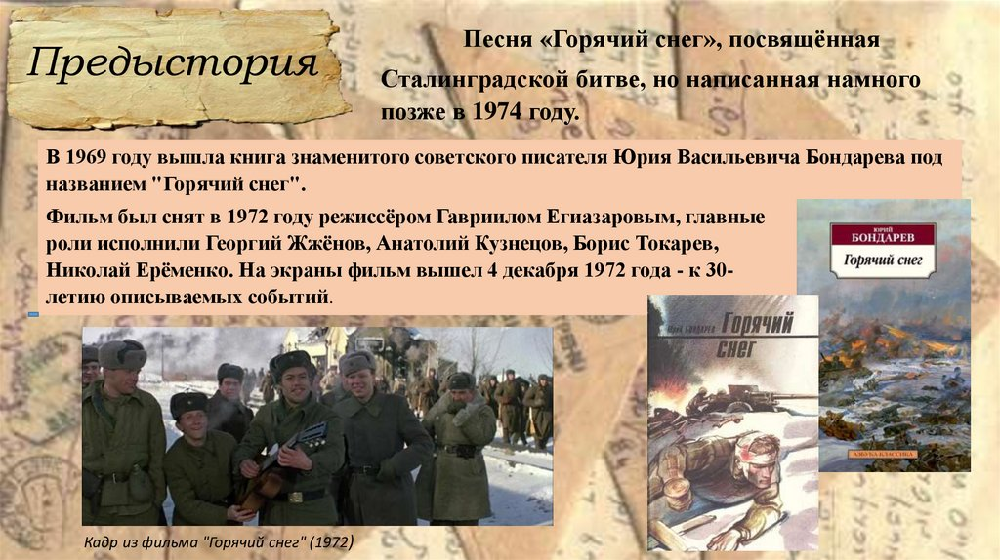 Предыстория
Песня «Горячий снег», посвящённая
Сталинградской битве, но написанная намного
позже в 1974 году.
В 1969 году вышла книга знаменитого советского писателя Юрия Васильевича Бондарева под
названием "Горячий снег".
Фильм был снят в 1972 году режиссёром Гавриилом Егиазаровым, главные
роли исполнили Георгий Жжёнов, Анатолий Кузнецов, Борис Токарев,
Николай Ерёменко. На экраны фильм вышел 4 декабря 1972 года - к 30-
летию описываемых событий.
ЮРИЙ
БОНДАРЕВ
Горячий снег
АЗБУКА-КЛАССИКА
Юрий Бондарев
Горячий
снег
Кадр из фильма "Горячий снег" (1972)